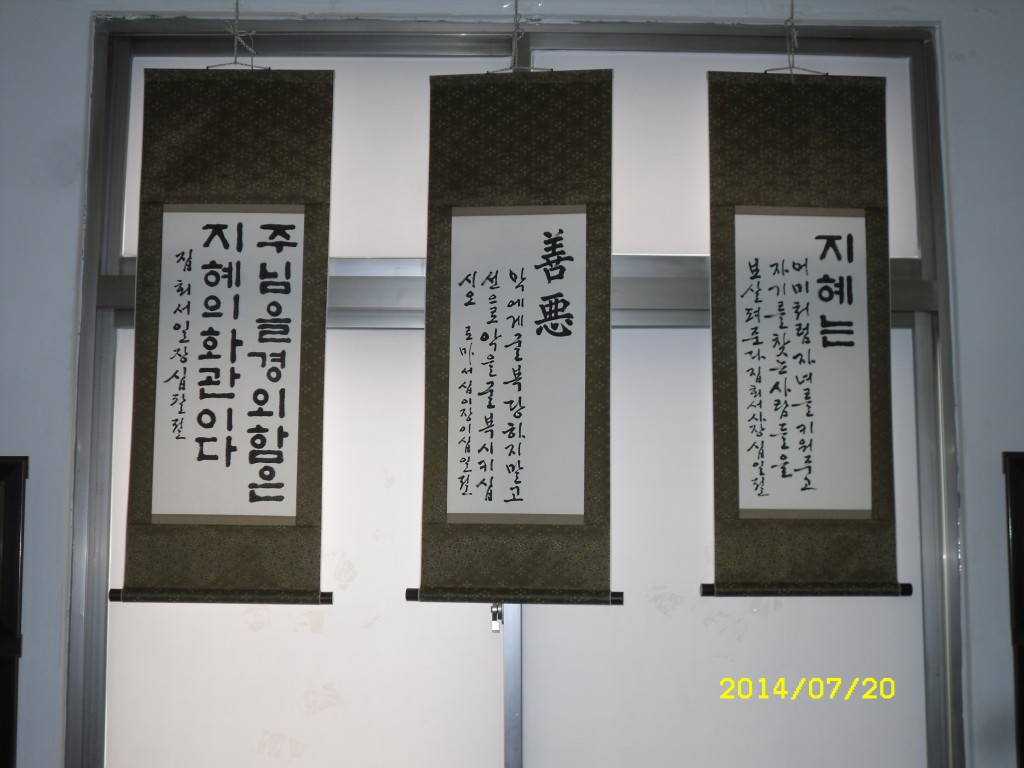 주님을경외함은
지혜의화관이다
집회서일장십팔절
善悪
악에게굴복당하지말고
선으로악을굴복시키십
시오 로마서십이장이십일절
지혜는
어미처럼자녀를키워주고
자기를찾는사람들을
보살펴준다집회서사장십일절
2014/07/20